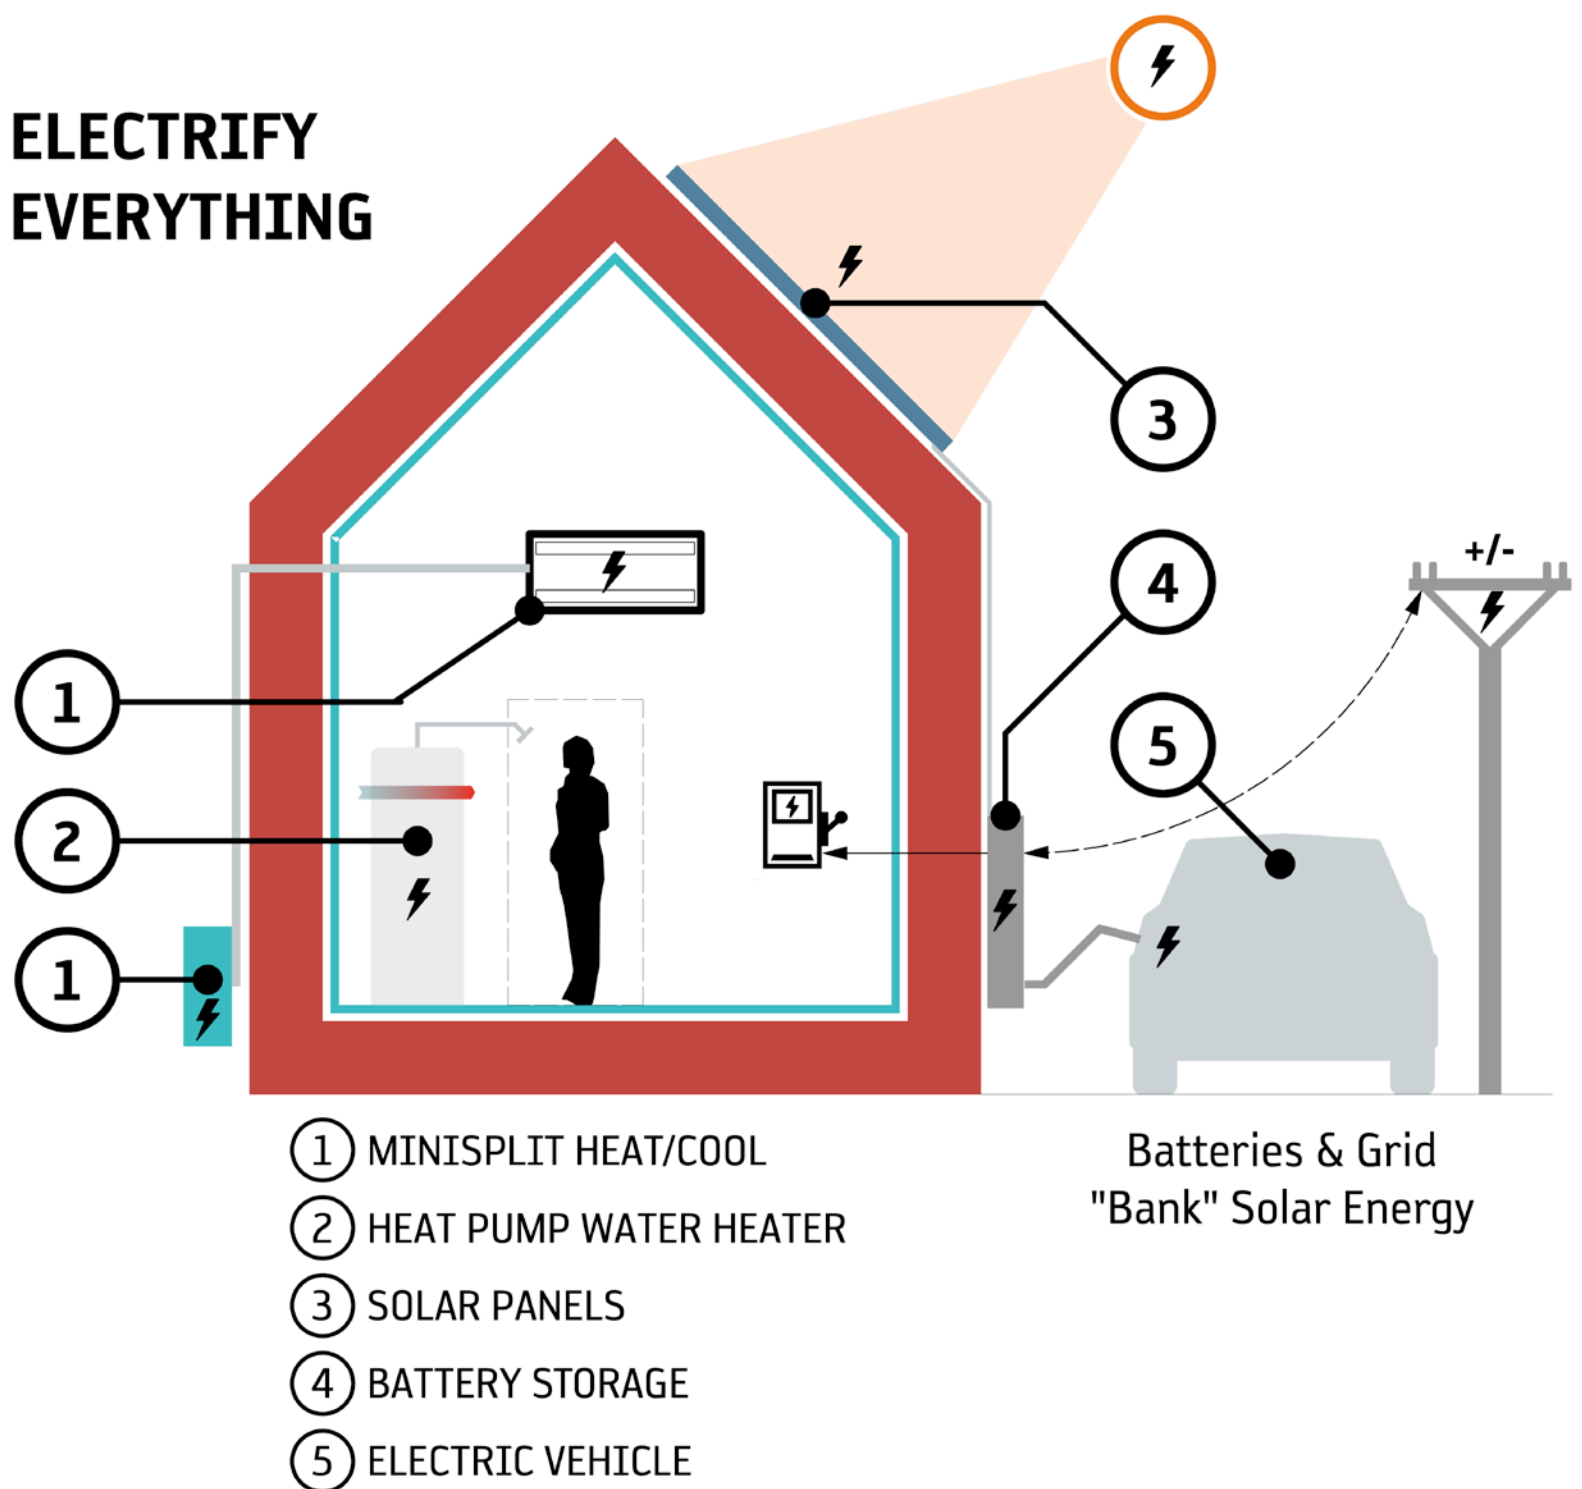 ELECTRIFY
EVERYTHING
3
4
+/-
1
5
2
1
1 MINISPLIT HEAT/COOL
2 HEAT PUMP WATER HEATER
3 SOLAR PANELS
4 BATTERY STORAGE
5 ELECTRIC VEHICLE
Batteries & Grid
"Bank" Solar Energy